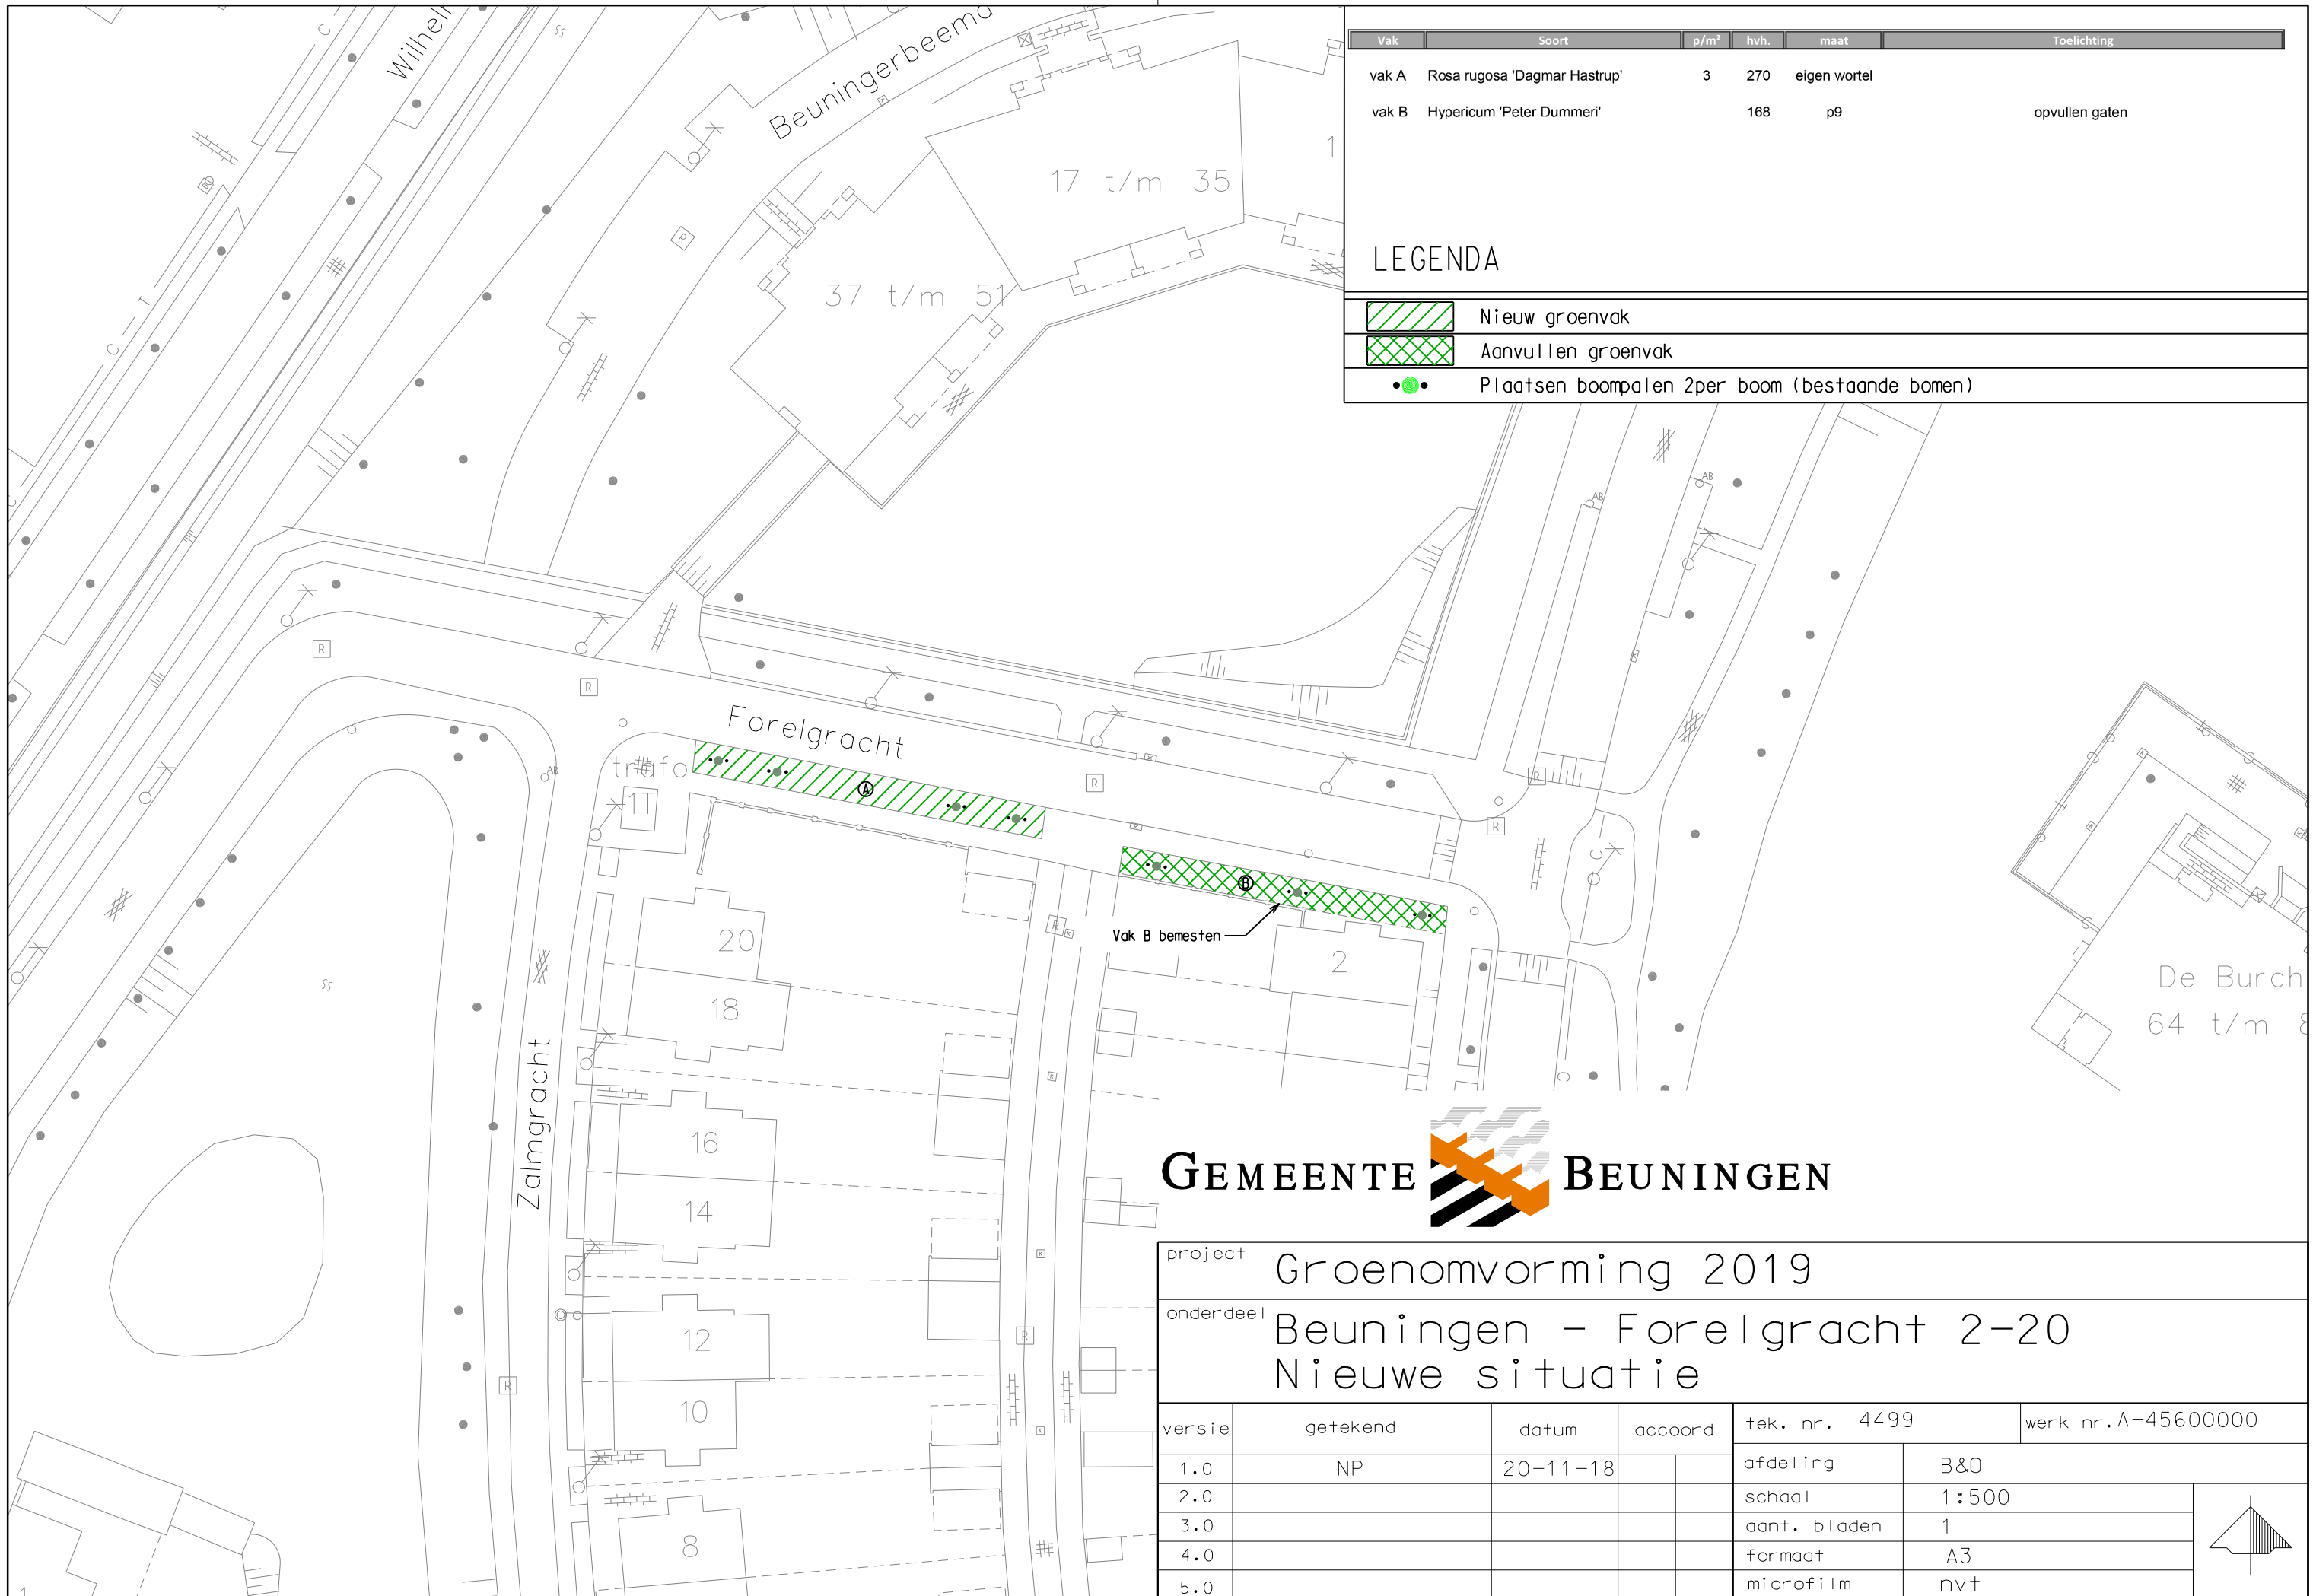 Vak Soort p/m² hvh. maat Toelichting
vak A Rosa rugosa 'Dagmar Hastrup' 3 270 eigen wortel
vak B Hypericum 'Peter Dummeri' 168 p9 opvullen gaten
LEGENDA
Nieuw groenvak
Aanvullen groenvak
Plaatsen boompalen 2per boom (bestaande bomen)
Beuningerbeemd
17 t/m 35
37 t/m 51
Forelgracht
trafo
1T
A
B
Vak B bemesten
2
20
18
16
14
12
10
8
Zalmgracht
De Burch
64 t/m
GEMEENTE BEUNINGEN
project Groenomvorming 2019
onderdeel Beuningen - Forelgracht 2-20
Nieuwe situatie
versie getekend datum accoord tek. nr. 4499 werk nr. A-45600000
1.0 NP 20-11-18 afdeling B&O
2.0 schaal 1:500
3.0 aant. bladen 1
4.0 formaat A3
5.0 microfilm nvt